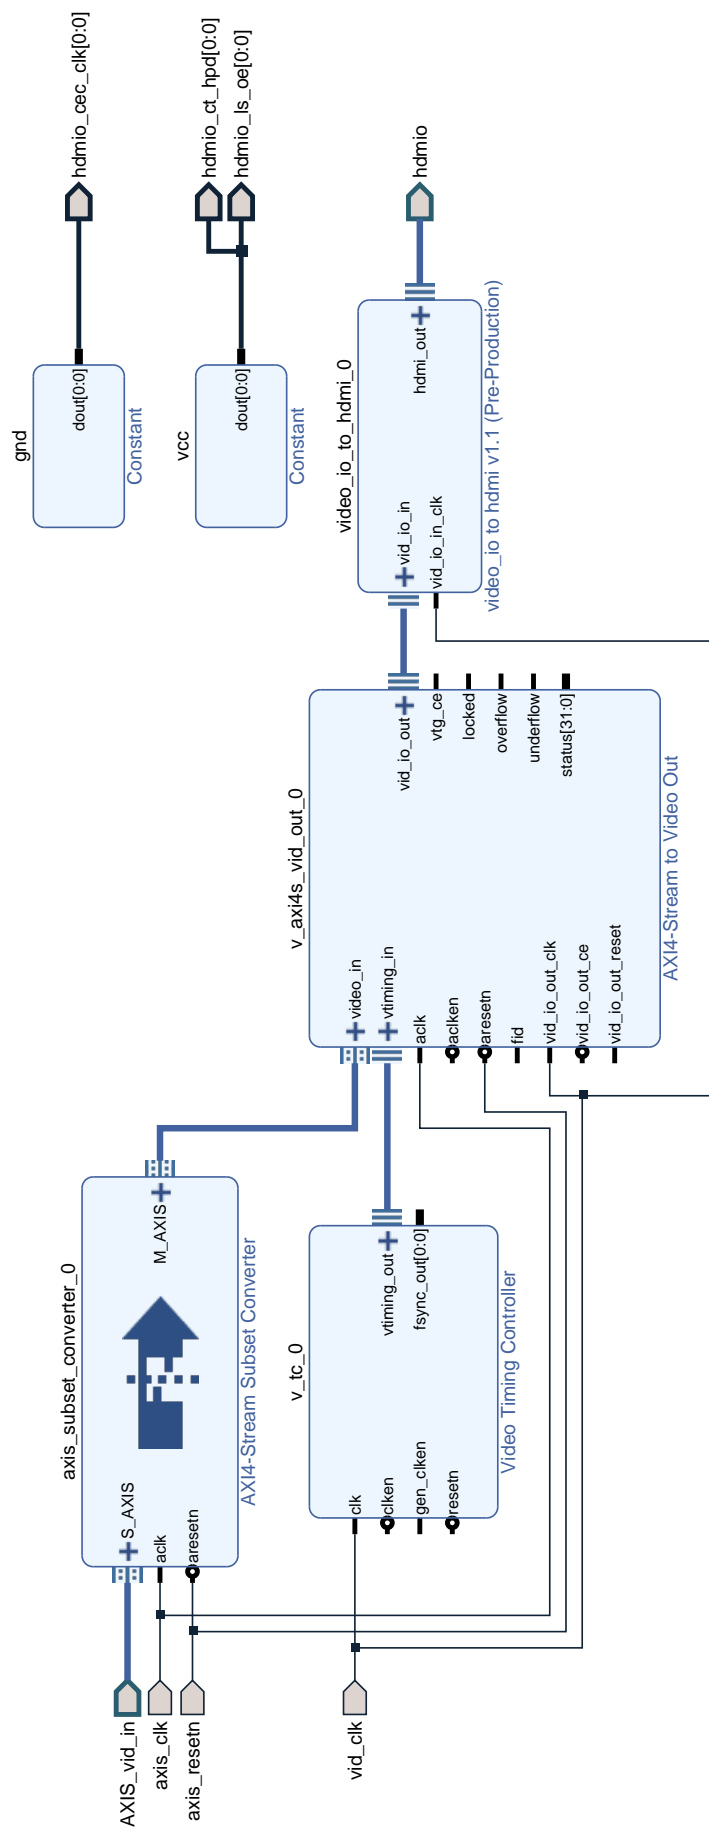 AXIS_vid_in
axis_clk
axis_resetn
vid_clk
axis_subset_converter_0
S_AXIS
aclk
aresetn
M_AXIS
AXI4-Stream Subset Converter
v_tc_0
clk
clken
gen_clken
resetn
vtiming_out
fsync_out[0:0]
Video Timing Controller
v_axi4s_vid_out_0
video_in
vtiming_in
aclk
aclken
aresetn
fid
vid_io_out_clk
vid_io_out_ce
vid_io_out_reset
vid_io_out
vtg_ce
locked
overflow
underflow
status[31:0]
AXI4-Stream to Video Out
gnd
dout[0:0]
Constant
vcc
dout[0:0]
Constant
video_io_to_hdmi_0
vid_io_in
vid_io_in_clk
hdmi_out
video_io to hdmi v1.1 (Pre-Production)
hdmio_cec_clk[0:0]
hdmio_ct_hpd[0:0]
hdmio_ls_oe[0:0]
hdmio